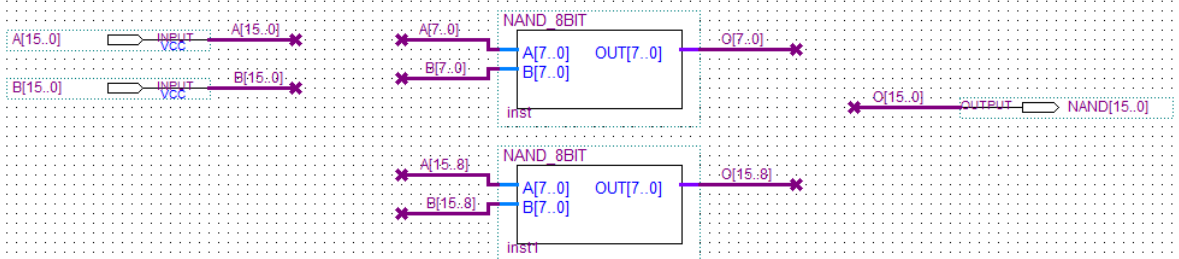 A[15..0] INPUT VCC A[15..0]
B[15..0] INPUT VCC B[15..0]
NAND_8BIT
A[7..0] A[7..0] OUT[7..0] O[7..0]
B[7..0] B[7..0]
inst
O[15..0] OUTPUT NAND[15..0]
NAND_8BIT
A[15..8] A[7..0] OUT[7..0] O[15..8]
B[15..8] B[7..0]
inst1